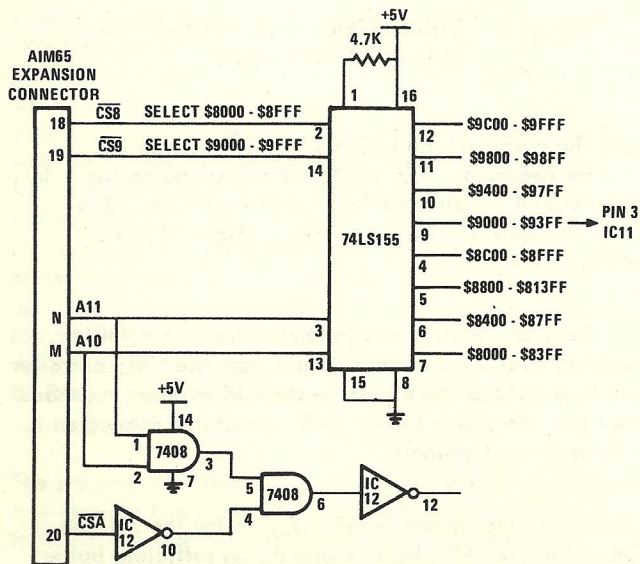 +5V
4.7K
AIM65
EXPANSION
CONNECTOR
1 16
18 CS8 SELECT $8000 - $8FFF 2
12 $9C00 - $9FFF
19 CS9 SELECT $9000 - $9FFF 14
11 $9800 - $98FF
10 $9400 - $97FF
74LS155
9 $9000 - $93FF PIN 3
IC11
4 $8C00 - $8FFF
5 $8800 - $813FF
N A11 3
6 $8400 - $87FF
M A10 13
7 $8000 - $83FF
15 8
+5V
14
1
7408
3
2
7
5
7408
6
4
IC
12
12
20 CSA
IC
12
10